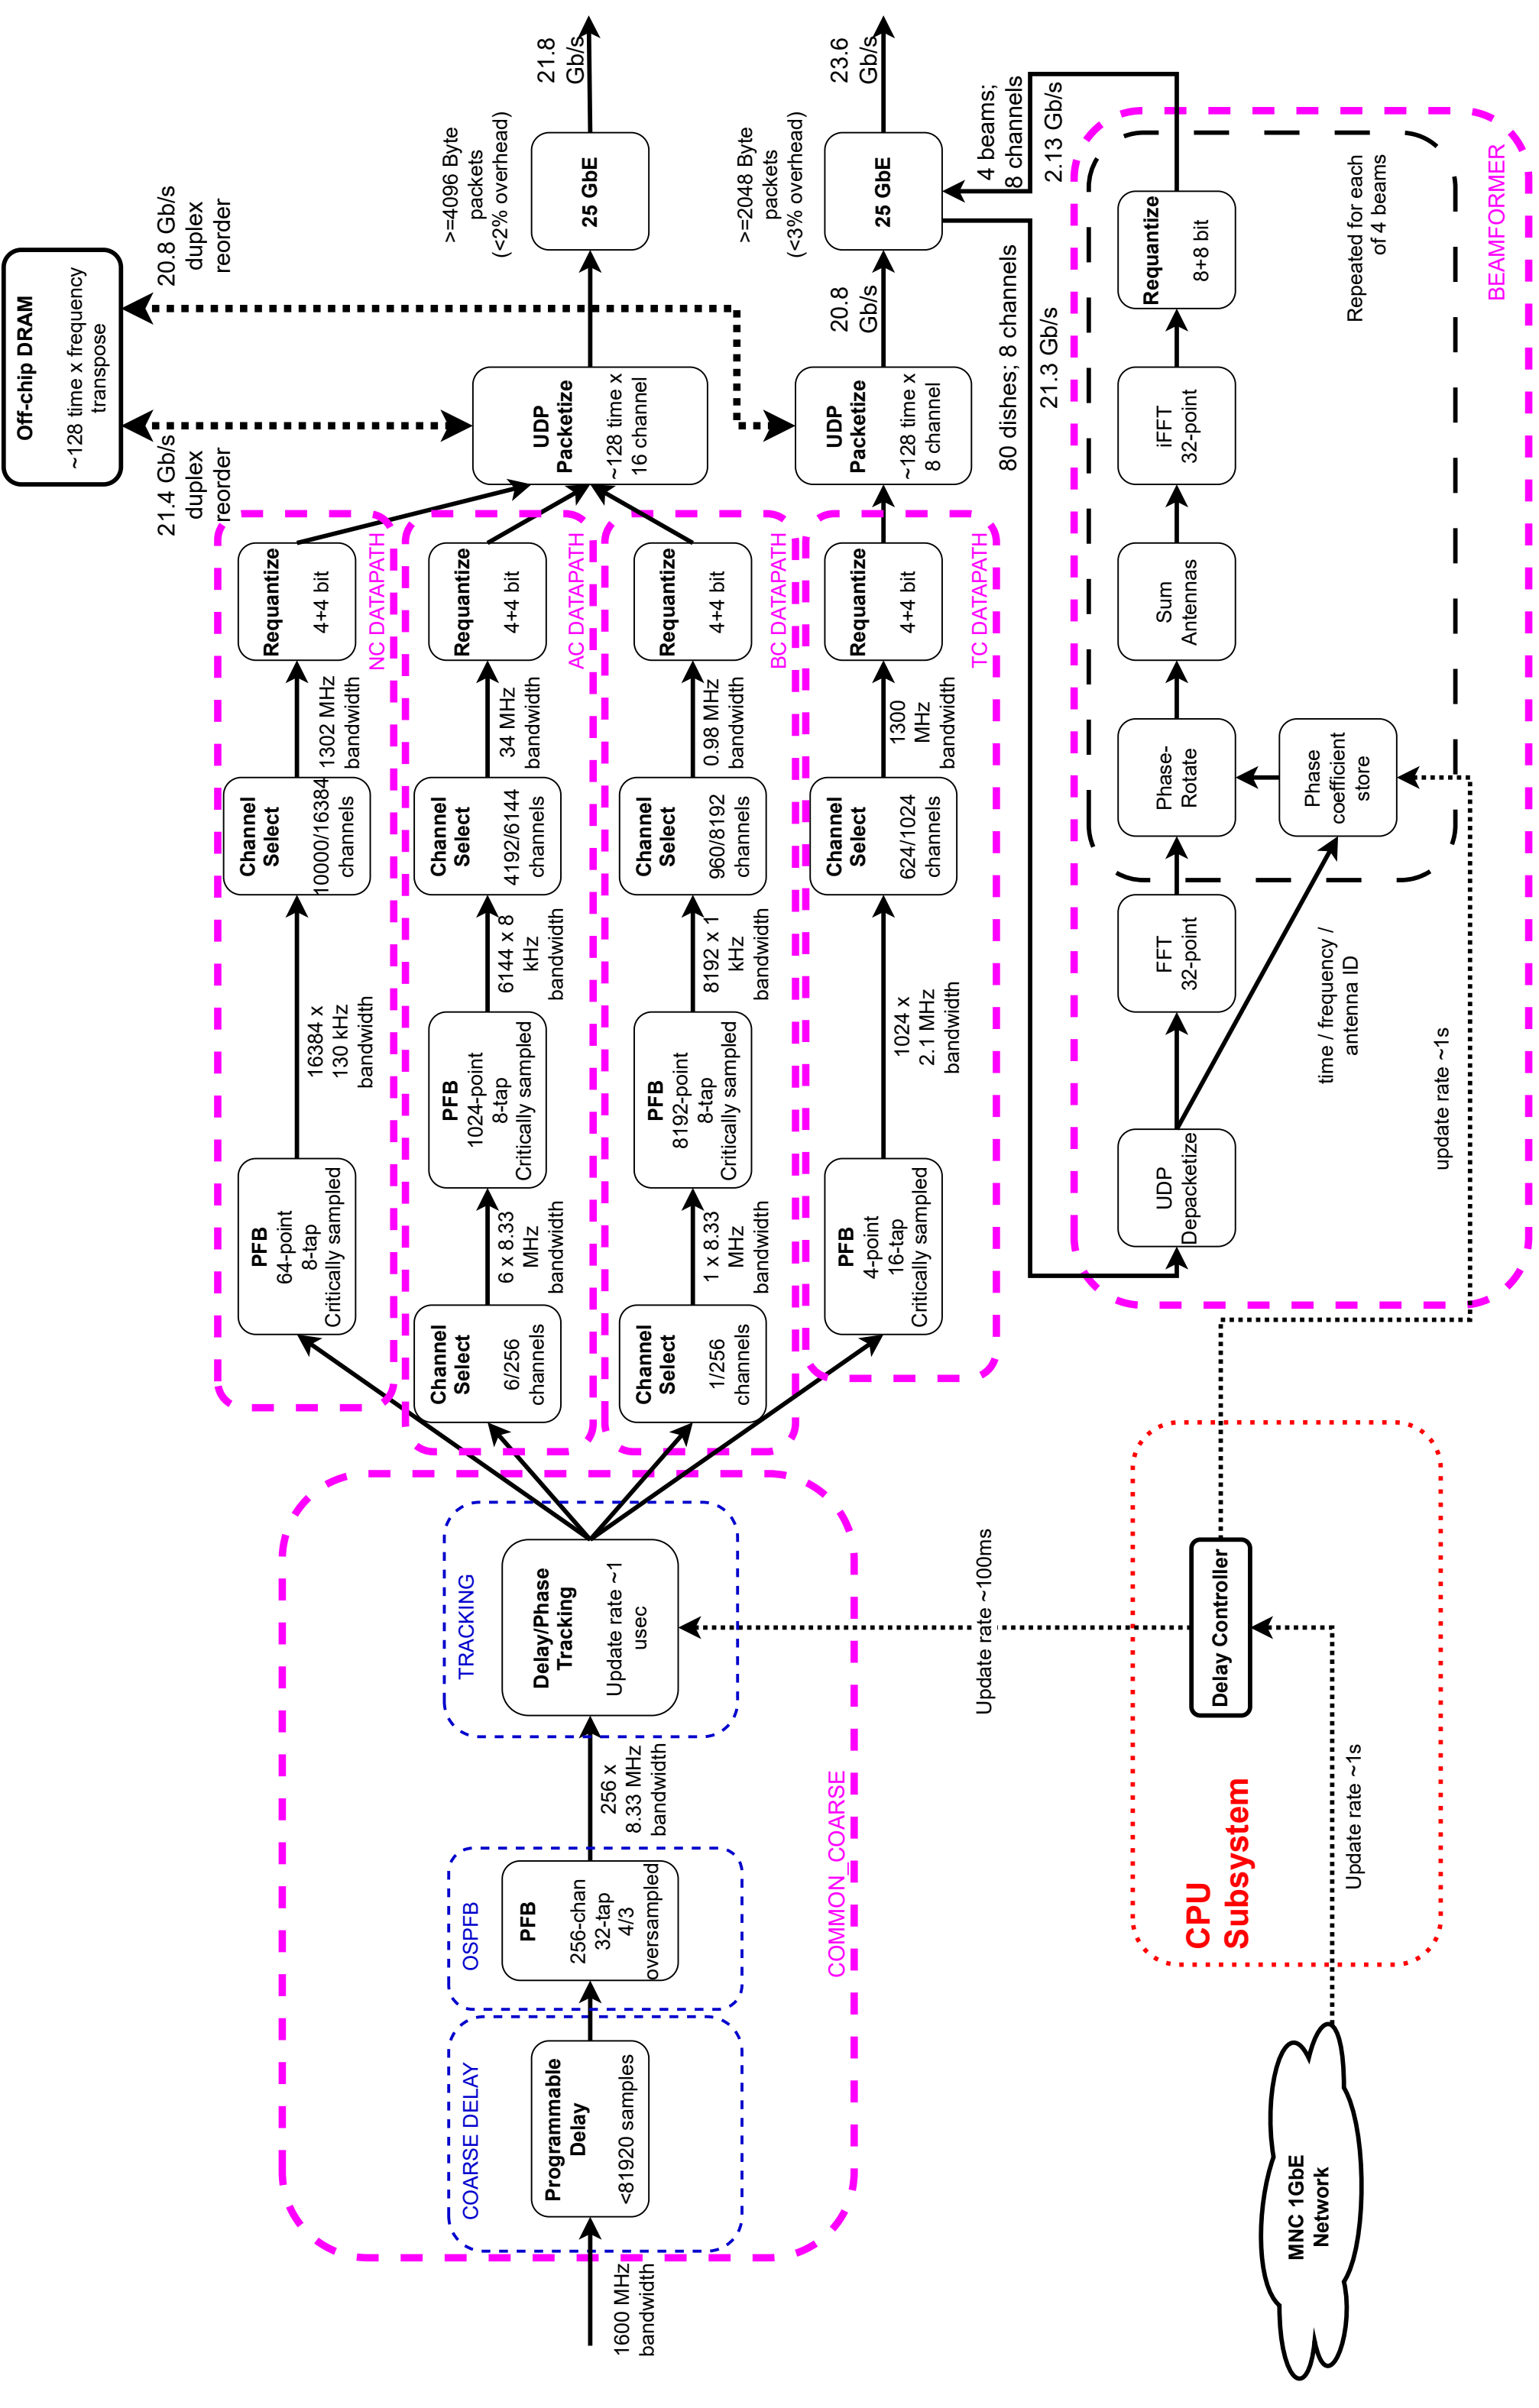 1600 MHz
bandwidth
COARSE DELAY
Programmable
Delay
<81920 samples
OSPFB
PFB
256-chan
32-tap
4/3
oversampled
256 x
8.33 MHz
bandwidth
TRACKING
Delay/Phase
Tracking
Update rate ~1
usec
COMMON_COARSE
PFB
64-point
8-tap
Critically sampled
16384 x
130 kHz
bandwidth
Channel
Select
10000/16384
channels
1302 MHz
bandwidth
Requantize
4+4 bit
NC DATAPATH
Channel
Select
6/256
channels
6 x 8.33
MHz
bandwidth
PFB
1024-point
8-tap
Critically sampled
6144 x 8
kHz
bandwidth
Channel
Select
4192/6144
channels
34 MHz
bandwidth
Requantize
4+4 bit
AC DATAPATH
Channel
Select
1/256
channels
1 x 8.33
MHz
bandwidth
PFB
8192-point
8-tap
Critically sampled
8192 x 1
kHz
bandwidth
Channel
Select
960/8192
channels
0.98 MHz
bandwidth
Requantize
4+4 bit
BC DATAPATH
PFB
4-point
16-tap
Critically sampled
1024 x
2.1 MHz
bandwidth
Channel
Select
624/1024
channels
1300
MHz
bandwidth
Requantize
4+4 bit
TC DATAPATH
Off-chip DRAM
~128 time x frequency
transpose
21.4 Gb/s
duplex
reorder
20.8 Gb/s
duplex
reorder
UDP
Packetize
~128 time x
16 channel
>=4096 Byte
packets
(<2% overhead)
25 GbE
21.8
Gb/s
UDP
Packetize
~128 time x
8 channel
20.8
Gb/s
>=2048 Byte
packets
(<3% overhead)
25 GbE
23.6
Gb/s
80 dishes; 8 channels
21.3 Gb/s
4 beams;
8 channels
2.13 Gb/s
UDP
Depacketize
FFT
32-point
time / frequency /
antenna ID
Phase-
Rotate
Phase
coefficient
store
Sum
Antennas
iFFT
32-point
Requantize
8+8 bit
Repeated for each
of 4 beams
BEAMFORMER
update rate ~1s
Update rate ~100ms
Delay Controller
CPU
Subsystem
Update rate ~1s
MNC 1GbE
Network